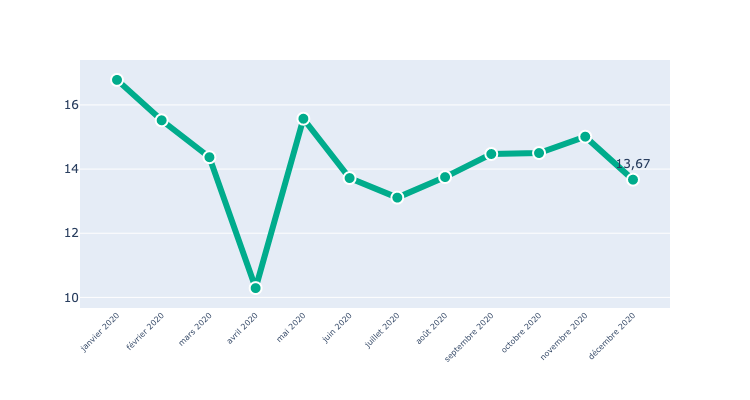 16
14
12
10
13,67
janvier 2020
février 2020
mars 2020
avril 2020
mai 2020
juin 2020
juillet 2020
août 2020
septembre 2020
octobre 2020
novembre 2020
décembre 2020